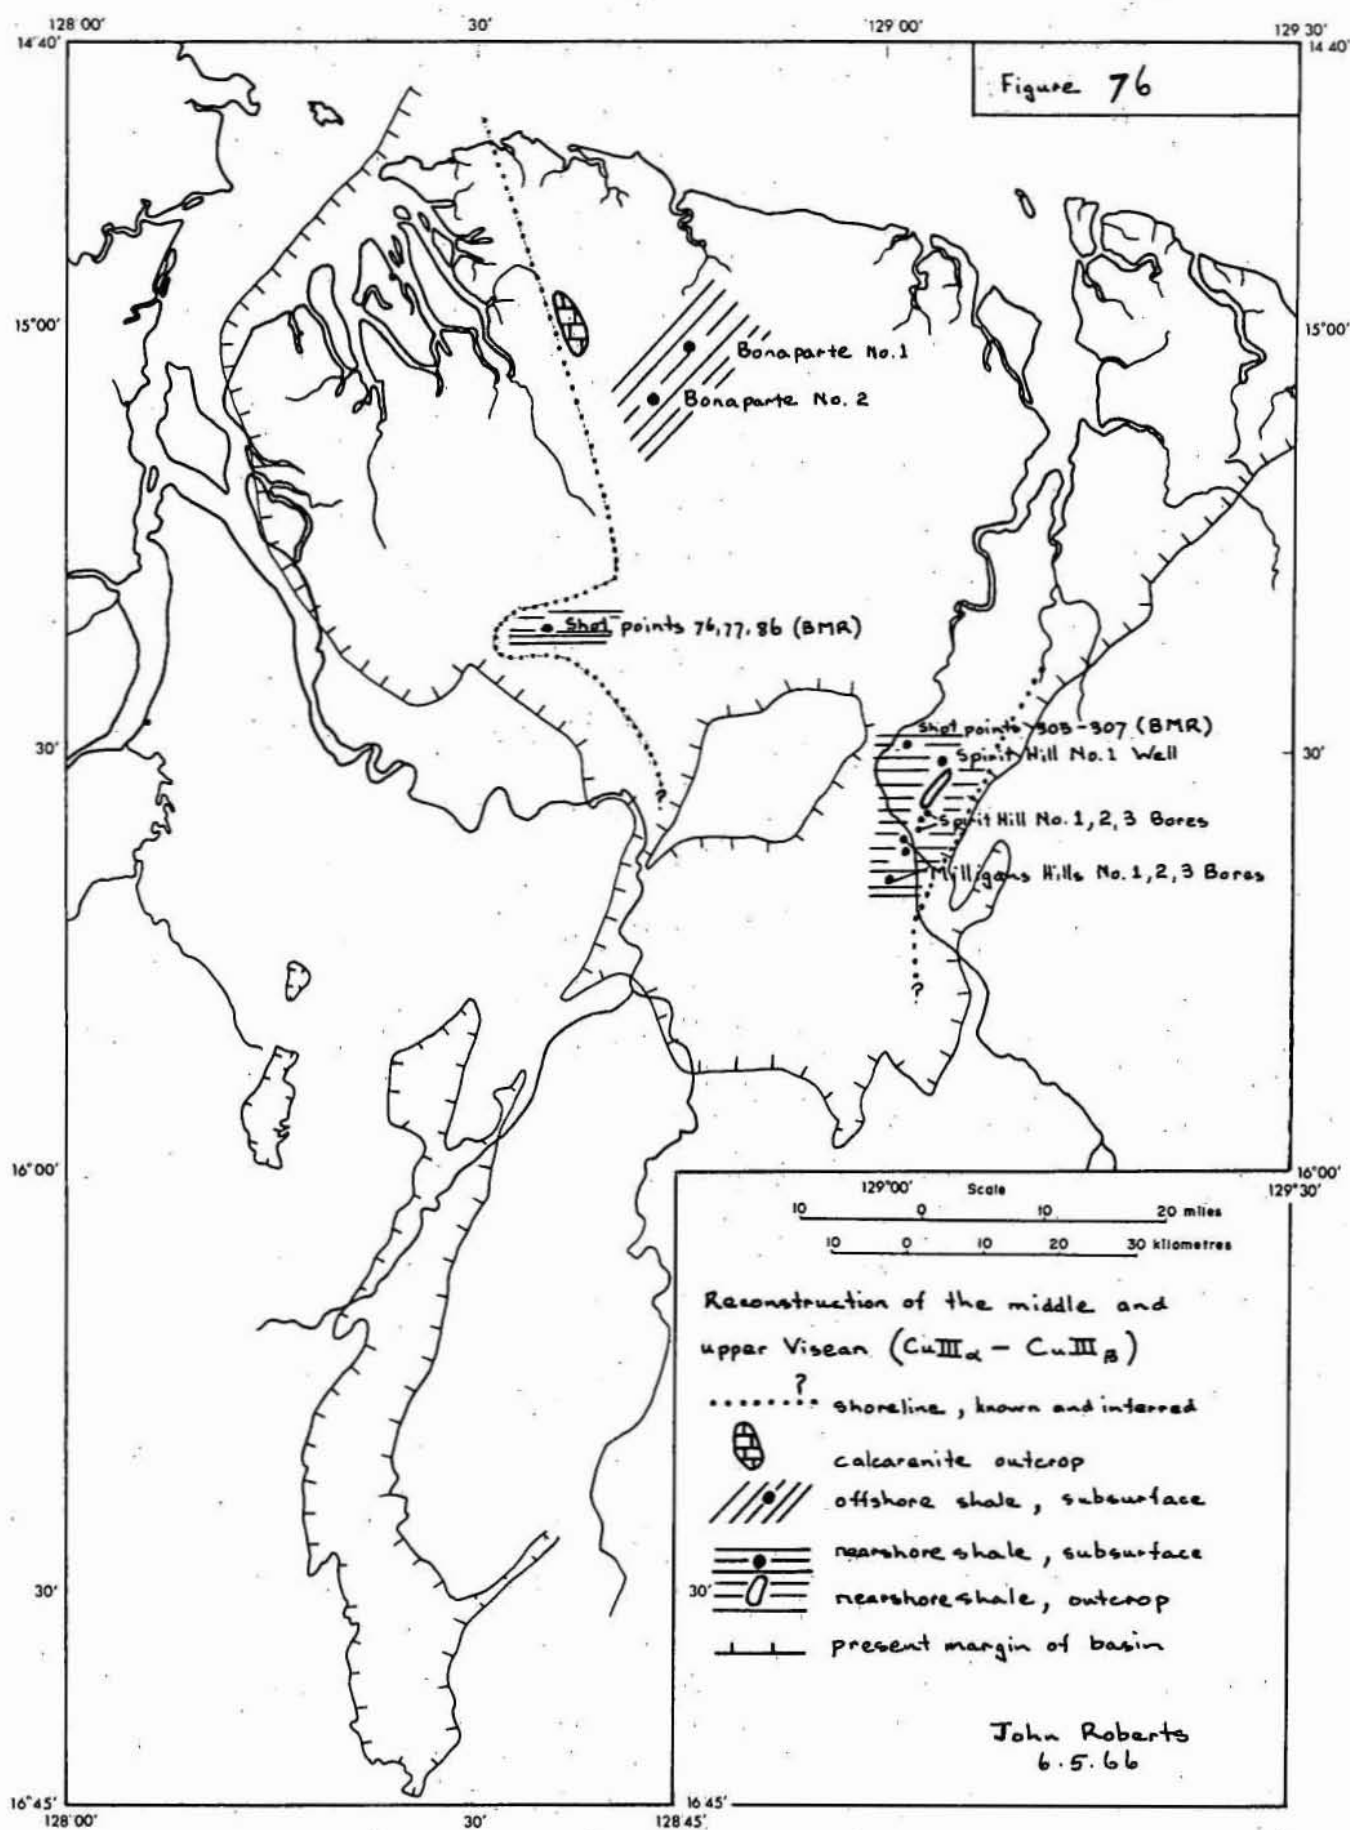 128°00' 30' 129°00' 129°30'
14°40' 14°40'
Figure 76
15°00' 15°00'
Bonaparte No. 1
Bonaparte No. 2
Shot points 76,77,86 (BMR)
Shot points 303-307 (BMR)
30' Spirit Hill No. 1 Well 30'
Spirit Hill No. 1, 2, 3 Bores
Milligans Hills No. 1, 2, 3 Bores
?
?
16°00' 16°00'
129°00' Scale 129°30'
10 0 10 20 miles
10 0 10 20 30 kilometres
Reconstruction of the middle and
upper Visean (CuIIIα – CuIIIβ)
?
shoreline, known and inferred
calcarenite outcrop
offshore shale, subsurface
nearshore shale, subsurface
30' 30' nearshore shale, outcrop
present margin of basin
John Roberts
6.5.66
16°45' 16°45'
128°00' 30' 128°45'